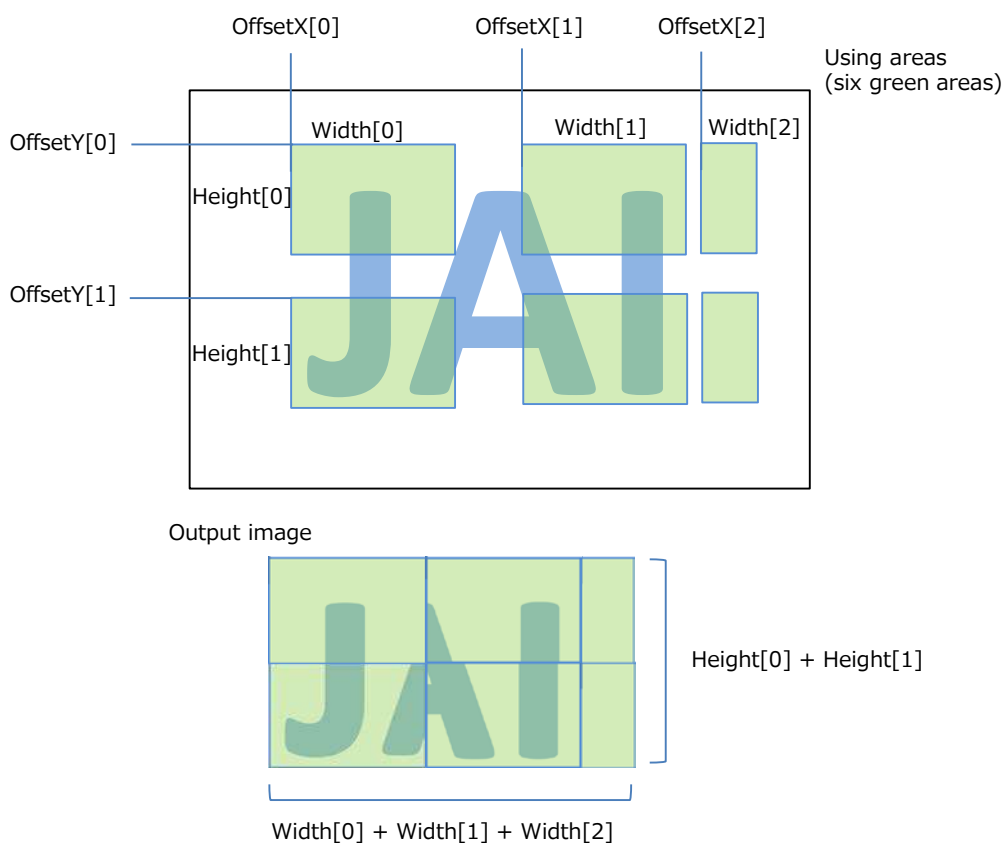 OffsetX[0] OffsetX[1] OffsetX[2]
Using areas
(six green areas)
Width[0] Width[1] Width[2]
OffsetY[0]
Height[0]
JAI
OffsetY[1]
Height[1]
Output image
JAI
Height[0] + Height[1]
Width[0] + Width[1] + Width[2]